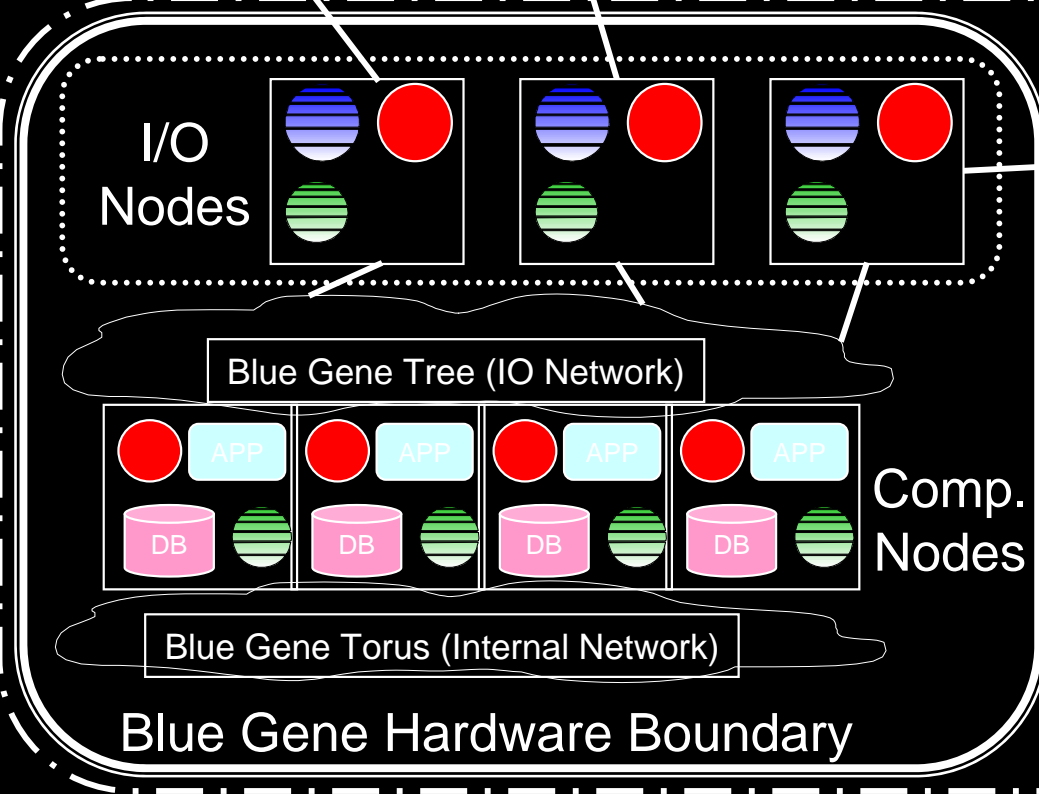 I/O
Nodes
Blue Gene Tree (IO Network)
APP
APP
APP
APP
DB
DB
DB
DB
Comp.
Nodes
Blue Gene Torus (Internal Network)
Blue Gene Hardware Boundary